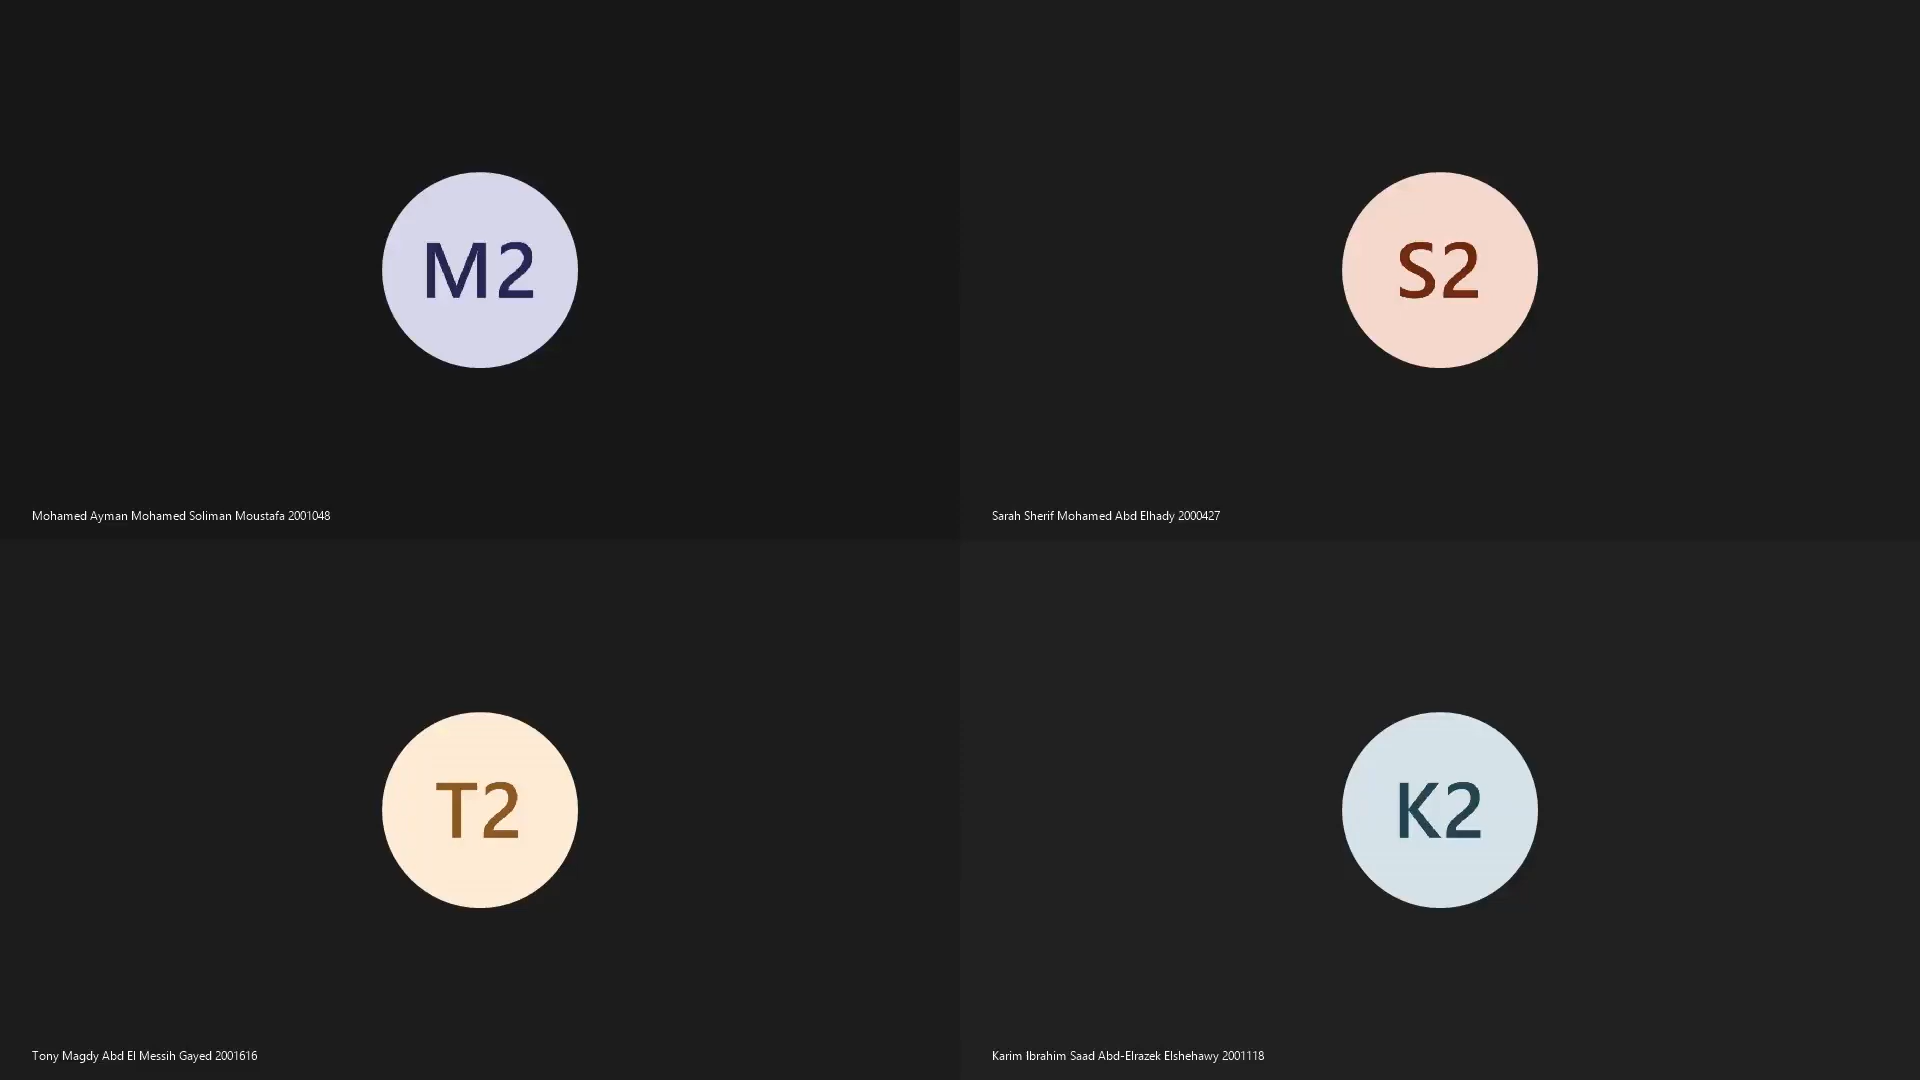 M2
Mohamed Ayman Mohamed Soliman Moustafa 2001048
S2
Sarah Sherif Mohamed Abd Elhady 2000427
T2
Tony Magdy Abd El Messih Gayed 2001616
K2
Karim Ibrahim Saad Abd-Elrazek Elshehawy 2001118